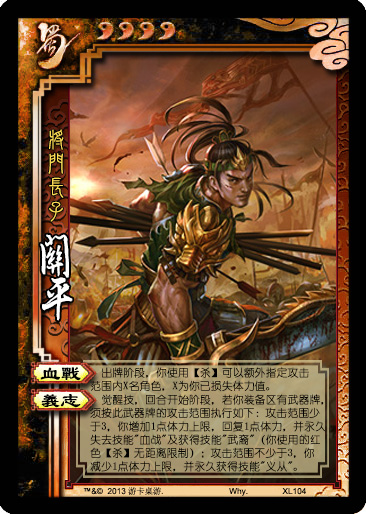 蜀
將門長子
關平
血戰
出牌阶段，你使用【杀】可以额外指定攻击
范围内X名角色，X为你已损失体力值。
義志
觉醒技，回合开始阶段，若你装备区有武器牌，
须按此武器牌的攻击范围执行如下：攻击范围少
于3，你增加1点体力上限，回复1点体力，并永久
失去技能"血战"及获得技能"武裔"（你使用的红
色【杀】无距离限制）；攻击范围不少于3，你
减少1点体力上限，并永久获得技能"义从"。
™&© 2013 游卡桌游. Why. XL104